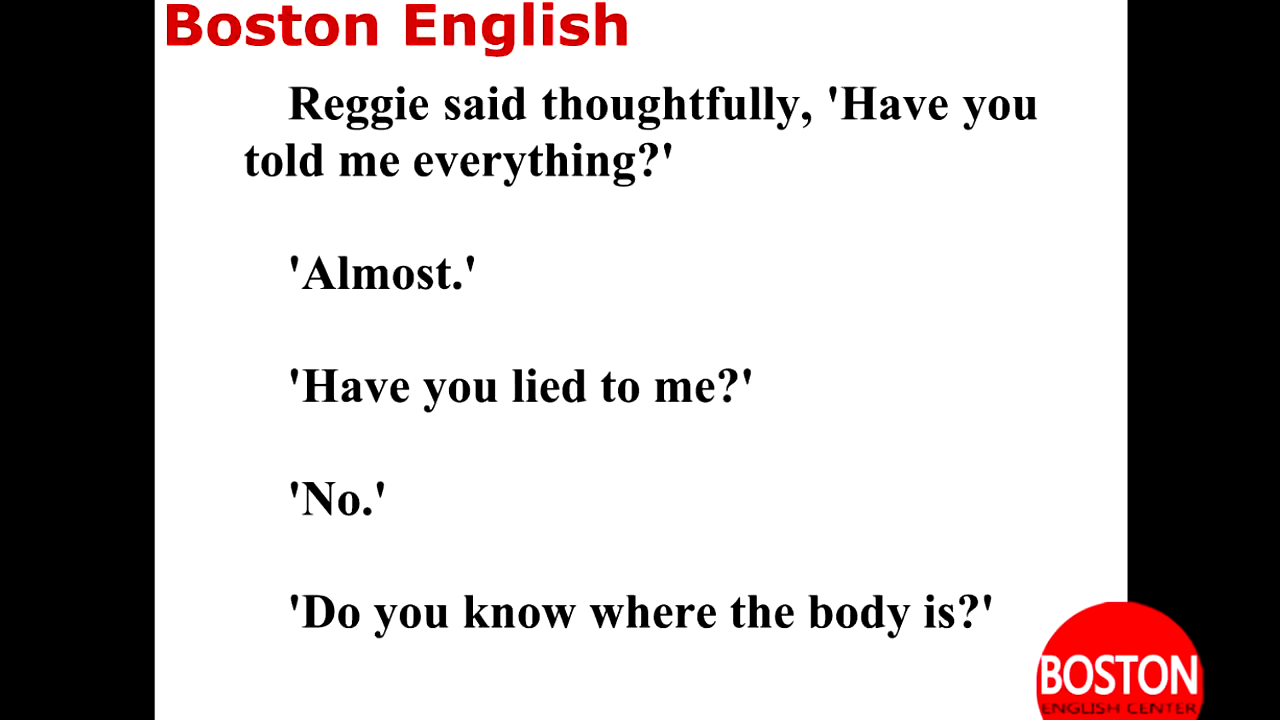 Boston English
Reggie said thoughtfully, 'Have you
told me everything?'
'Almost.'
'Have you lied to me?'
'No.'
'Do you know where the body is?'
BOSTON
ENGLISH CENTER